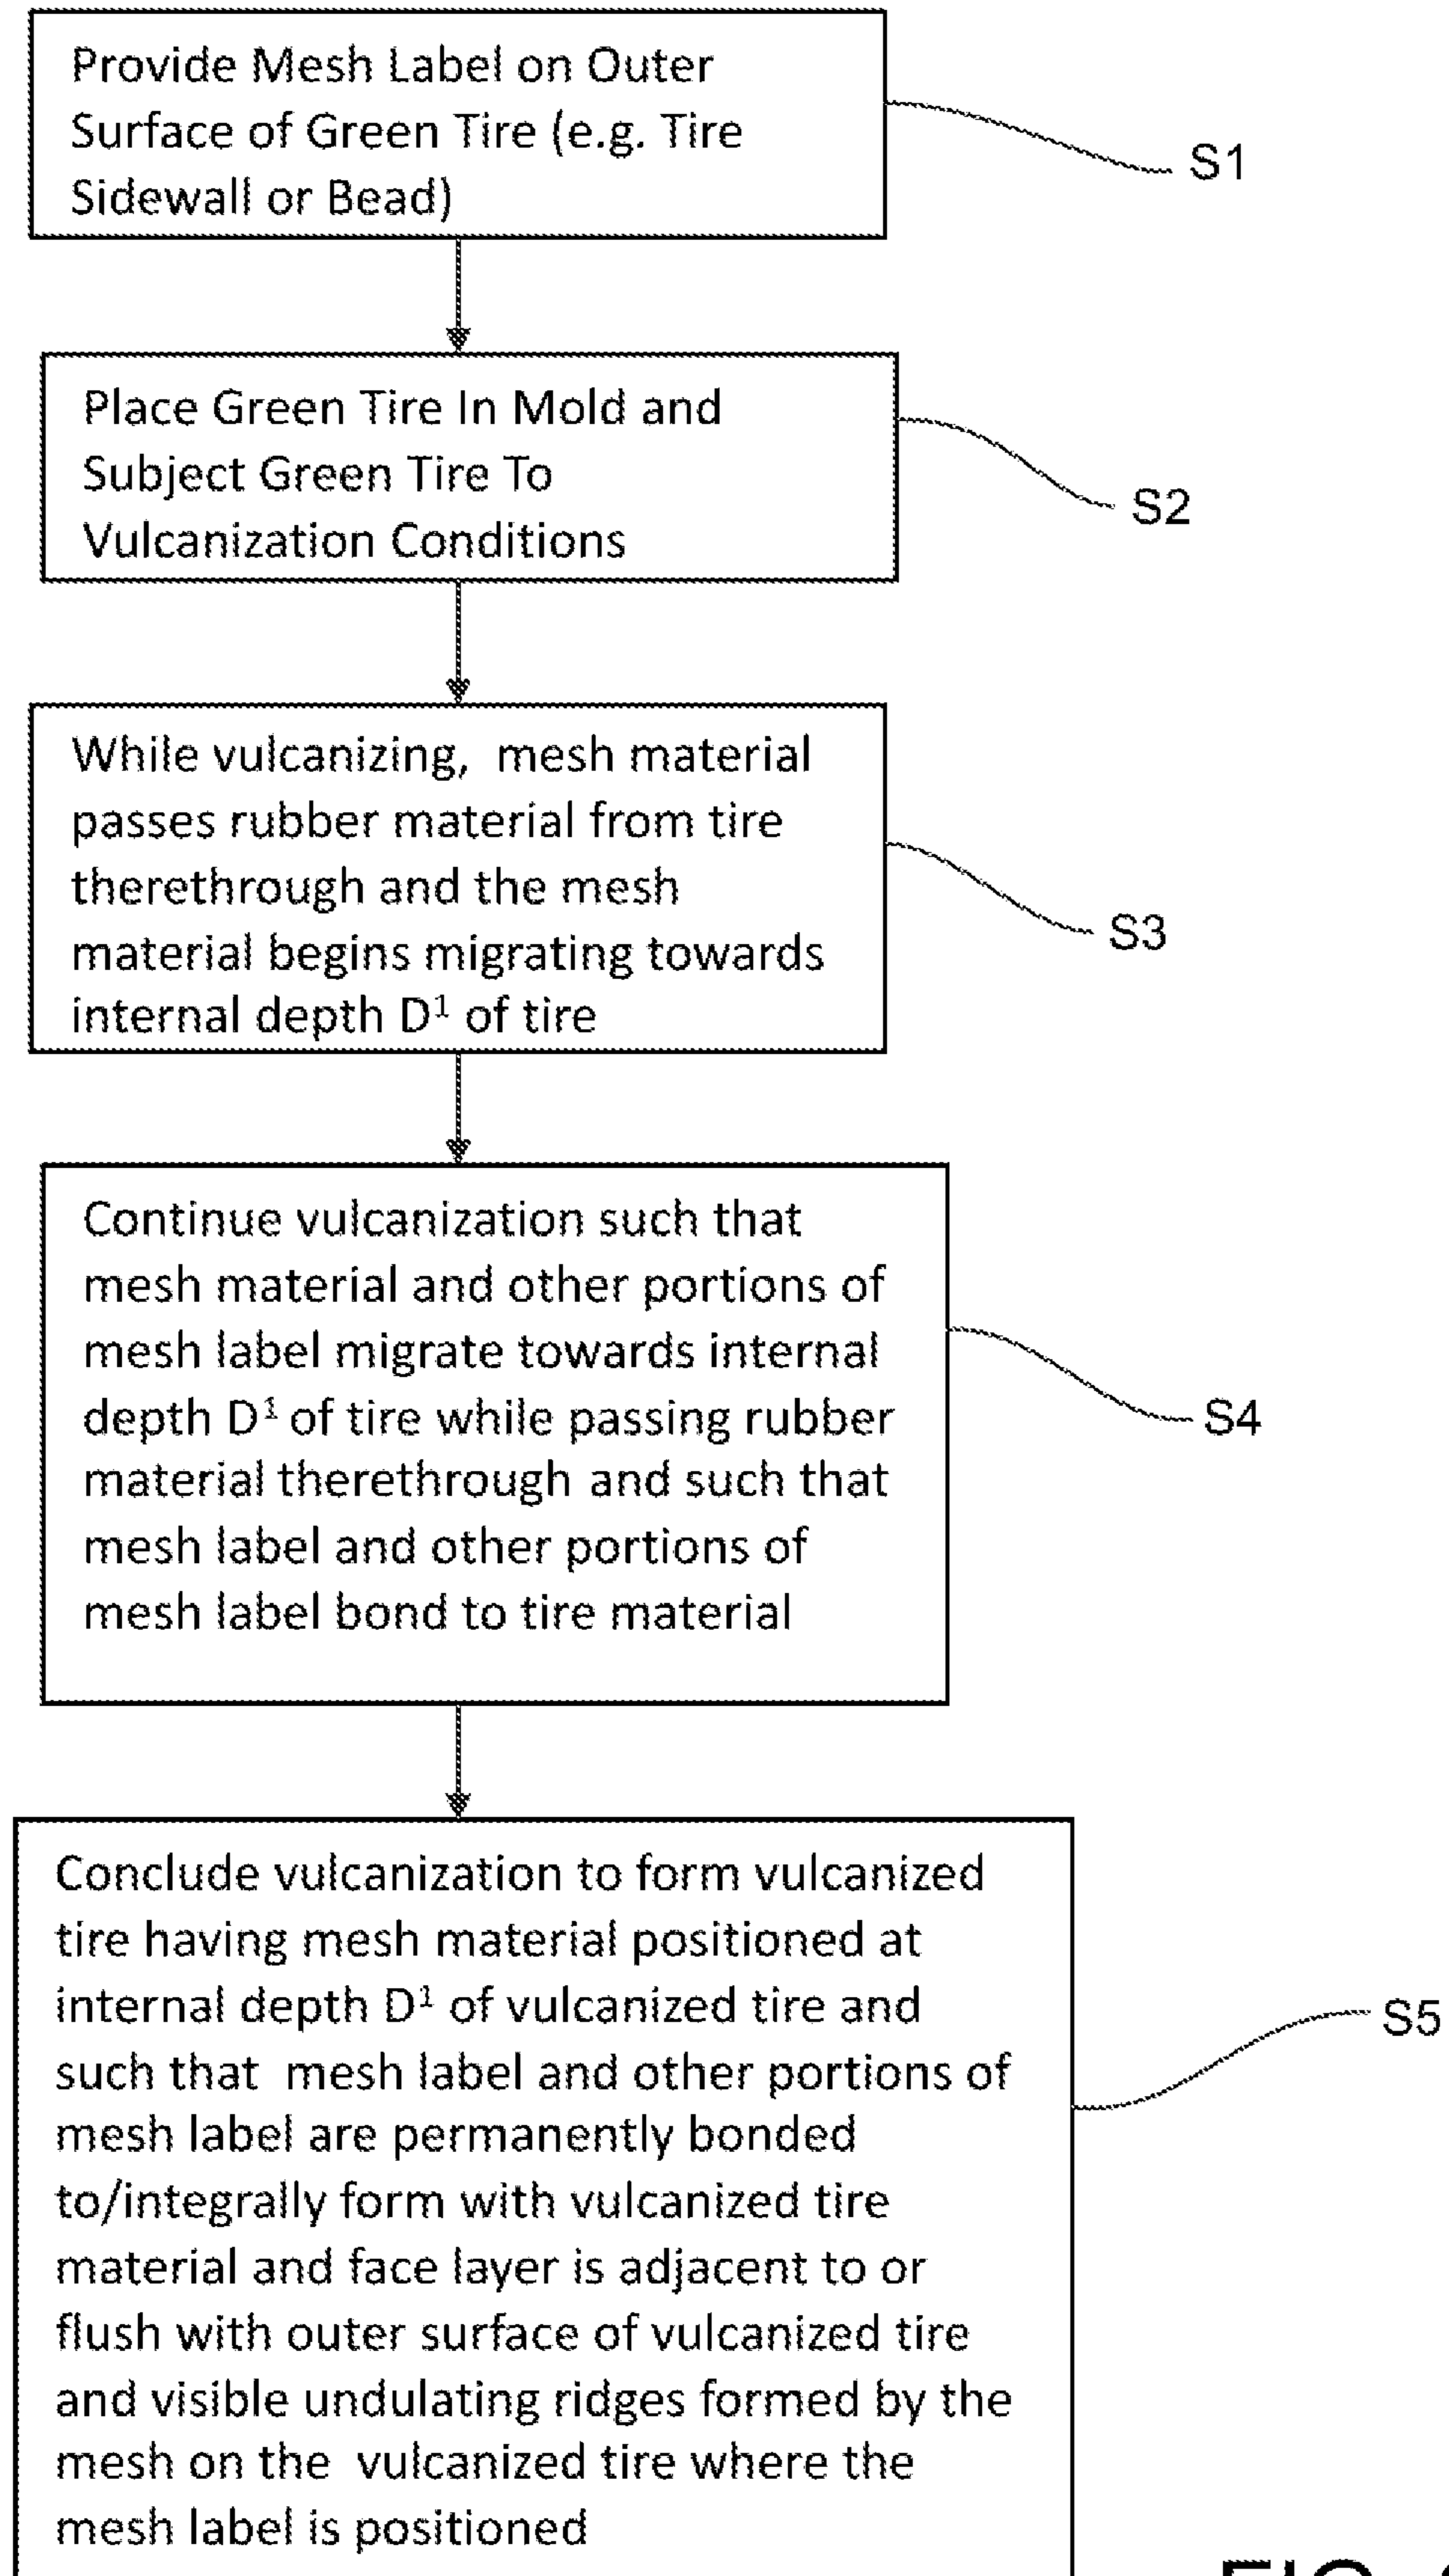 Provide Mesh Label on Outer
Surface of Green Tire (e.g. Tire
Sidewall or Bead)
S1
Place Green Tire In Mold and
Subject Green Tire To
Vulcanization Conditions
S2
While vulcanizing,  mesh material
passes rubber material from tire
therethrough and the mesh
material begins migrating towards
internal depth D¹ of tire
S3
Continue vulcanization such that
mesh material and other portions of
mesh label migrate towards internal
depth D¹ of tire while passing rubber
material therethrough and such that
mesh label and other portions of
mesh label bond to tire material
S4
Conclude vulcanization to form vulcanized
tire having mesh material positioned at
internal depth D¹ of vulcanized tire and
such that  mesh label and other portions of
mesh label are permanently bonded
to/integrally form with vulcanized tire
material and face layer is adjacent to or
flush with outer surface of vulcanized tire
and visible undulating ridges formed by the
mesh on the  vulcanized tire where the
mesh label is positioned
S5